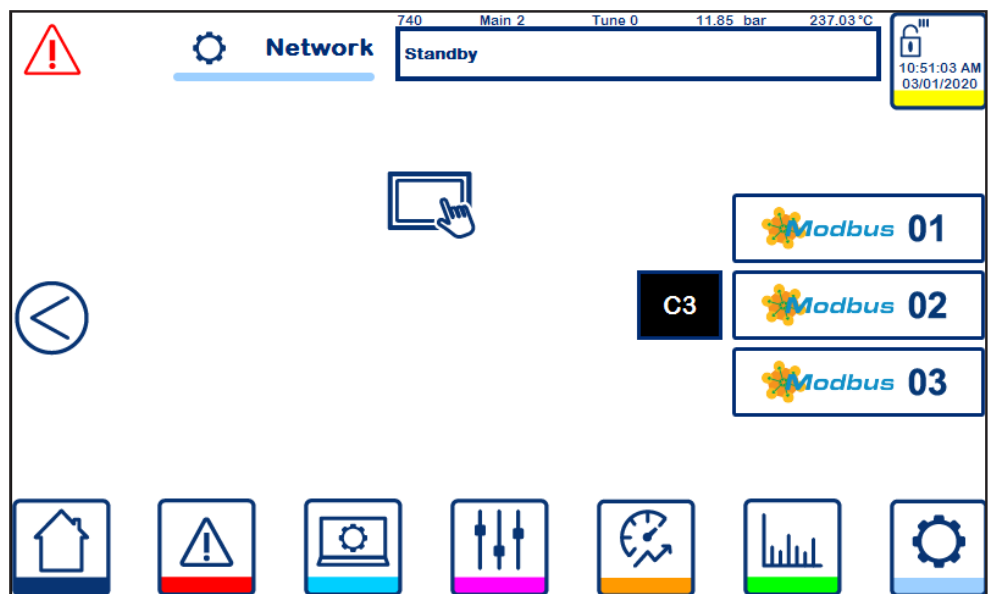 740 Main 2 Tune 0 11.85 bar 237.03 °C
Network
Standby
10:51:03 AM
03/01/2020
Modbus 01
C3
Modbus 02
Modbus 03